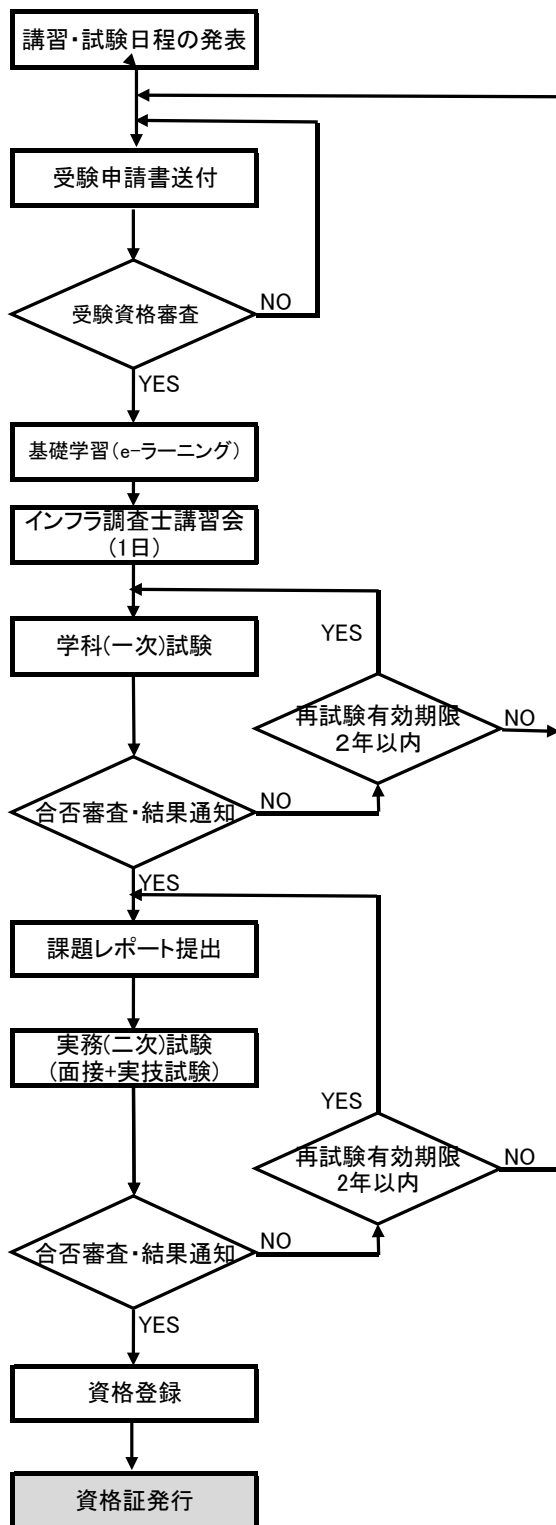 講習・試験日程の発表
受験申請書送付
受験資格審査
NO
YES
基礎学習(e-ラーニング)
インフラ調査士講習会
(1日)
学科(一次)試験
YES
再試験有効期限
２年以内
NO
合否審査・結果通知
NO
YES
課題レポート提出
実務(二次)試験
(面接+実技試験)
YES
再試験有効期限
2年以内
NO
合否審査・結果通知
NO
YES
資格登録
資格証発行